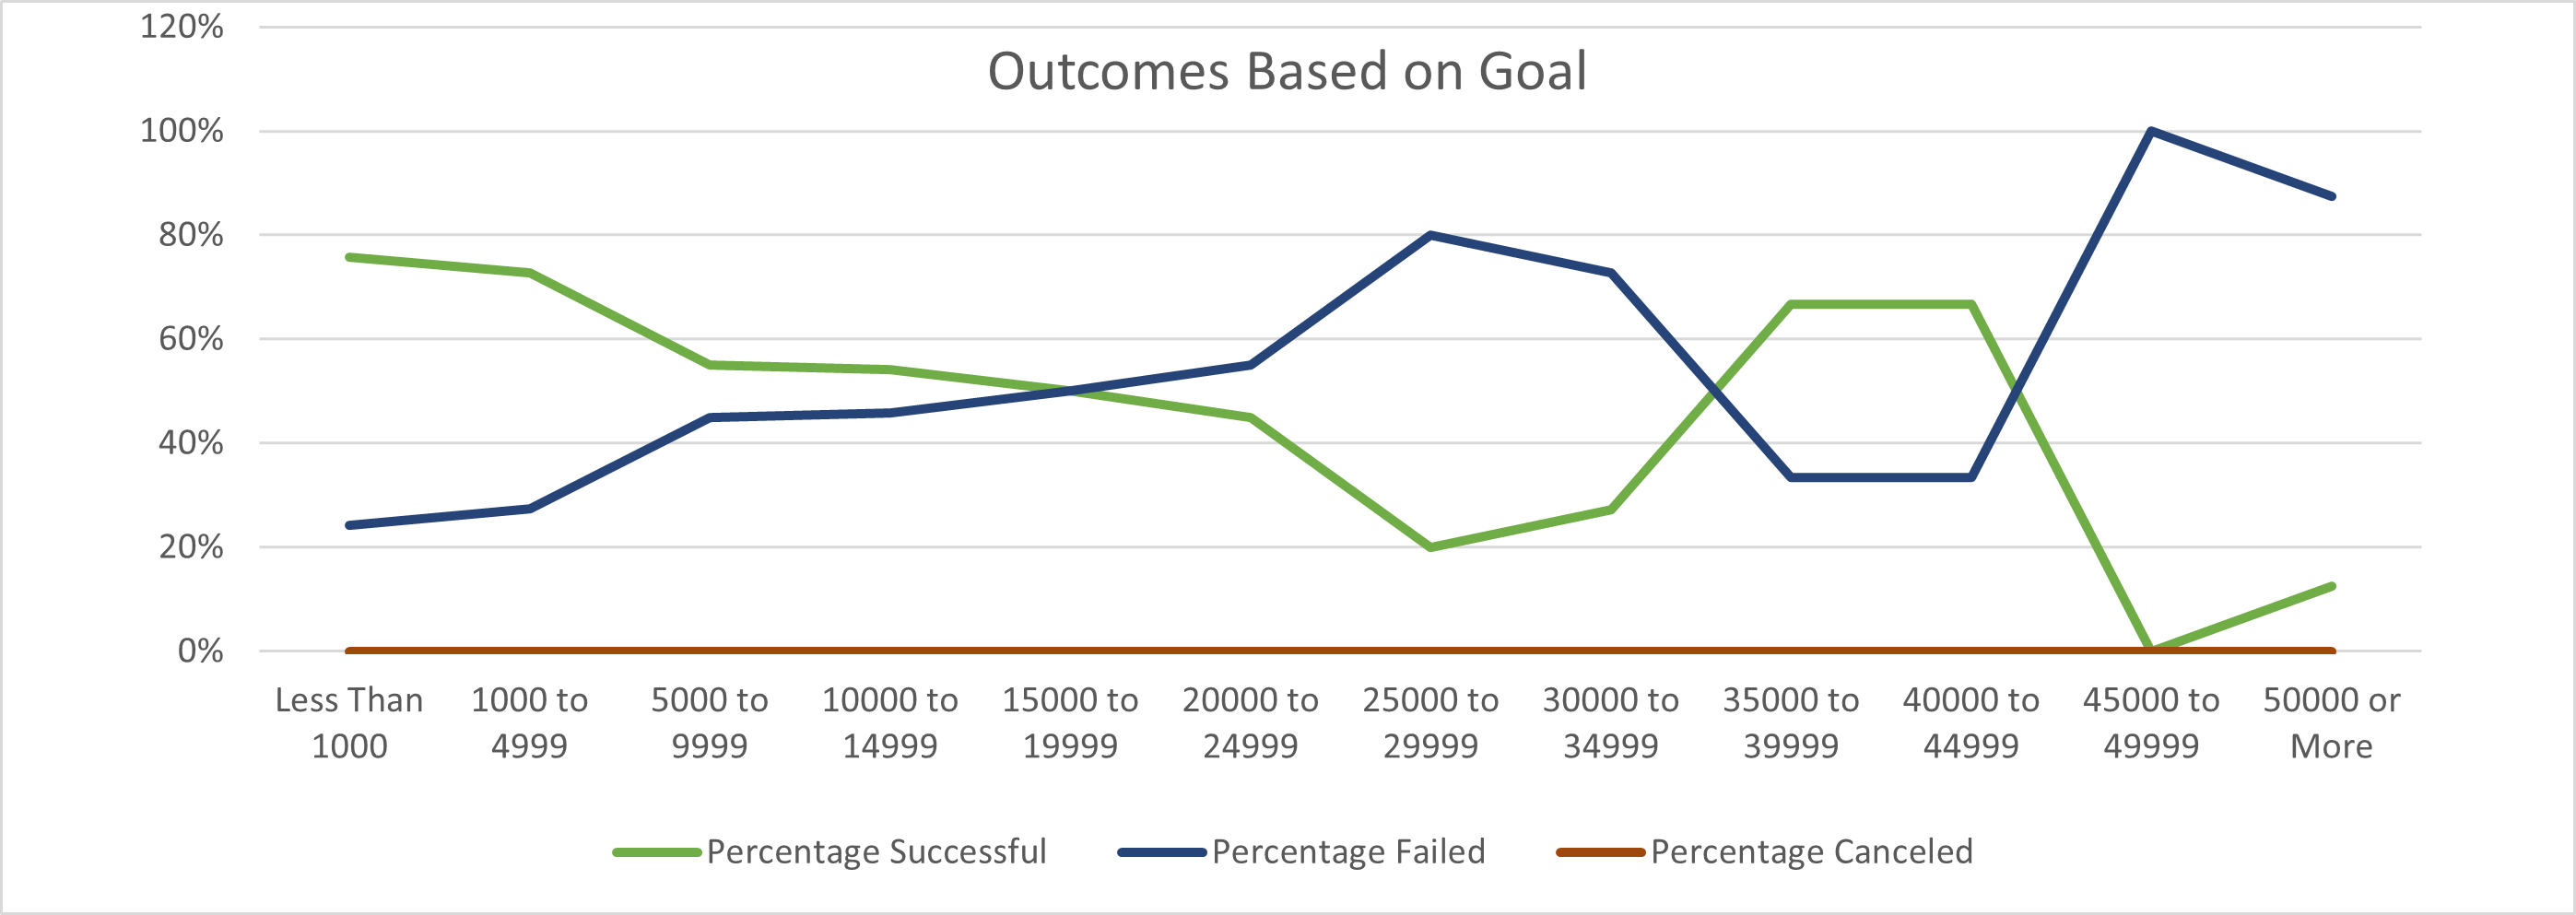 Outcomes Based on Goal
120%
100%
80%
60%
40%
20%
0%
Less Than
1000
1000 to
4999
5000 to
9999
10000 to
14999
15000 to
19999
20000 to
24999
25000 to
29999
30000 to
34999
35000 to
39999
40000 to
44999
45000 to
49999
50000 or
More
Percentage Successful
Percentage Failed
Percentage Canceled